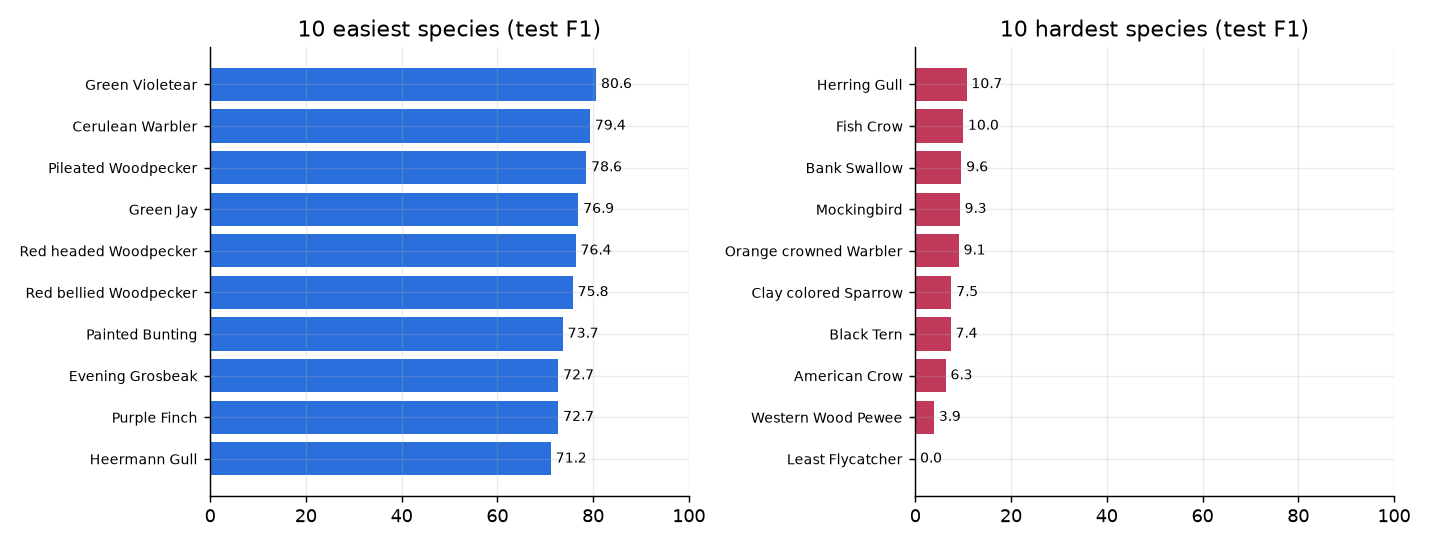 10 easiest species (test F1)
Green Violetear 80.6
Cerulean Warbler 79.4
Pileated Woodpecker 78.6
Green Jay 76.9
Red headed Woodpecker 76.4
Red bellied Woodpecker 75.8
Painted Bunting 73.7
Evening Grosbeak 72.7
Purple Finch 72.7
Heermann Gull 71.2
0 20 40 60 80 100
10 hardest species (test F1)
Herring Gull 10.7
Fish Crow 10.0
Bank Swallow 9.6
Mockingbird 9.3
Orange crowned Warbler 9.1
Clay colored Sparrow 7.5
Black Tern 7.4
American Crow 6.3
Western Wood Pewee 3.9
Least Flycatcher 0.0
0 20 40 60 80 100